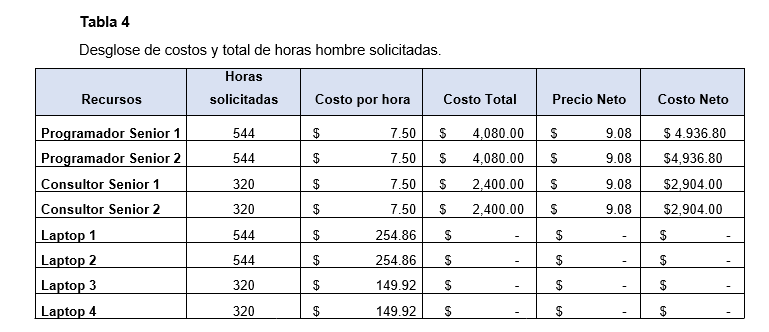 Tabla 4
Desglose de costos y total de horas hombre solicitadas.
Recursos Horas solicitadas Costo por hora Costo Total Precio Neto Costo Neto
Programador Senior 1 544 $ 7.50 $ 4,080.00 $ 9.08 $ 4.936.80
Programador Senior 2 544 $ 7.50 $ 4,080.00 $ 9.08 $4,936.80
Consultor Senior 1 320 $ 7.50 $ 2,400.00 $ 9.08 $2,904.00
Consultor Senior 2 320 $ 7.50 $ 2,400.00 $ 9.08 $2,904.00
Laptop 1 544 $ 254.86 $ - $ - $ -
Laptop 2 544 $ 254.86 $ - $ - $ -
Laptop 3 320 $ 149.92 $ - $ - $ -
Laptop 4 320 $ 149.92 $ - $ - $ -